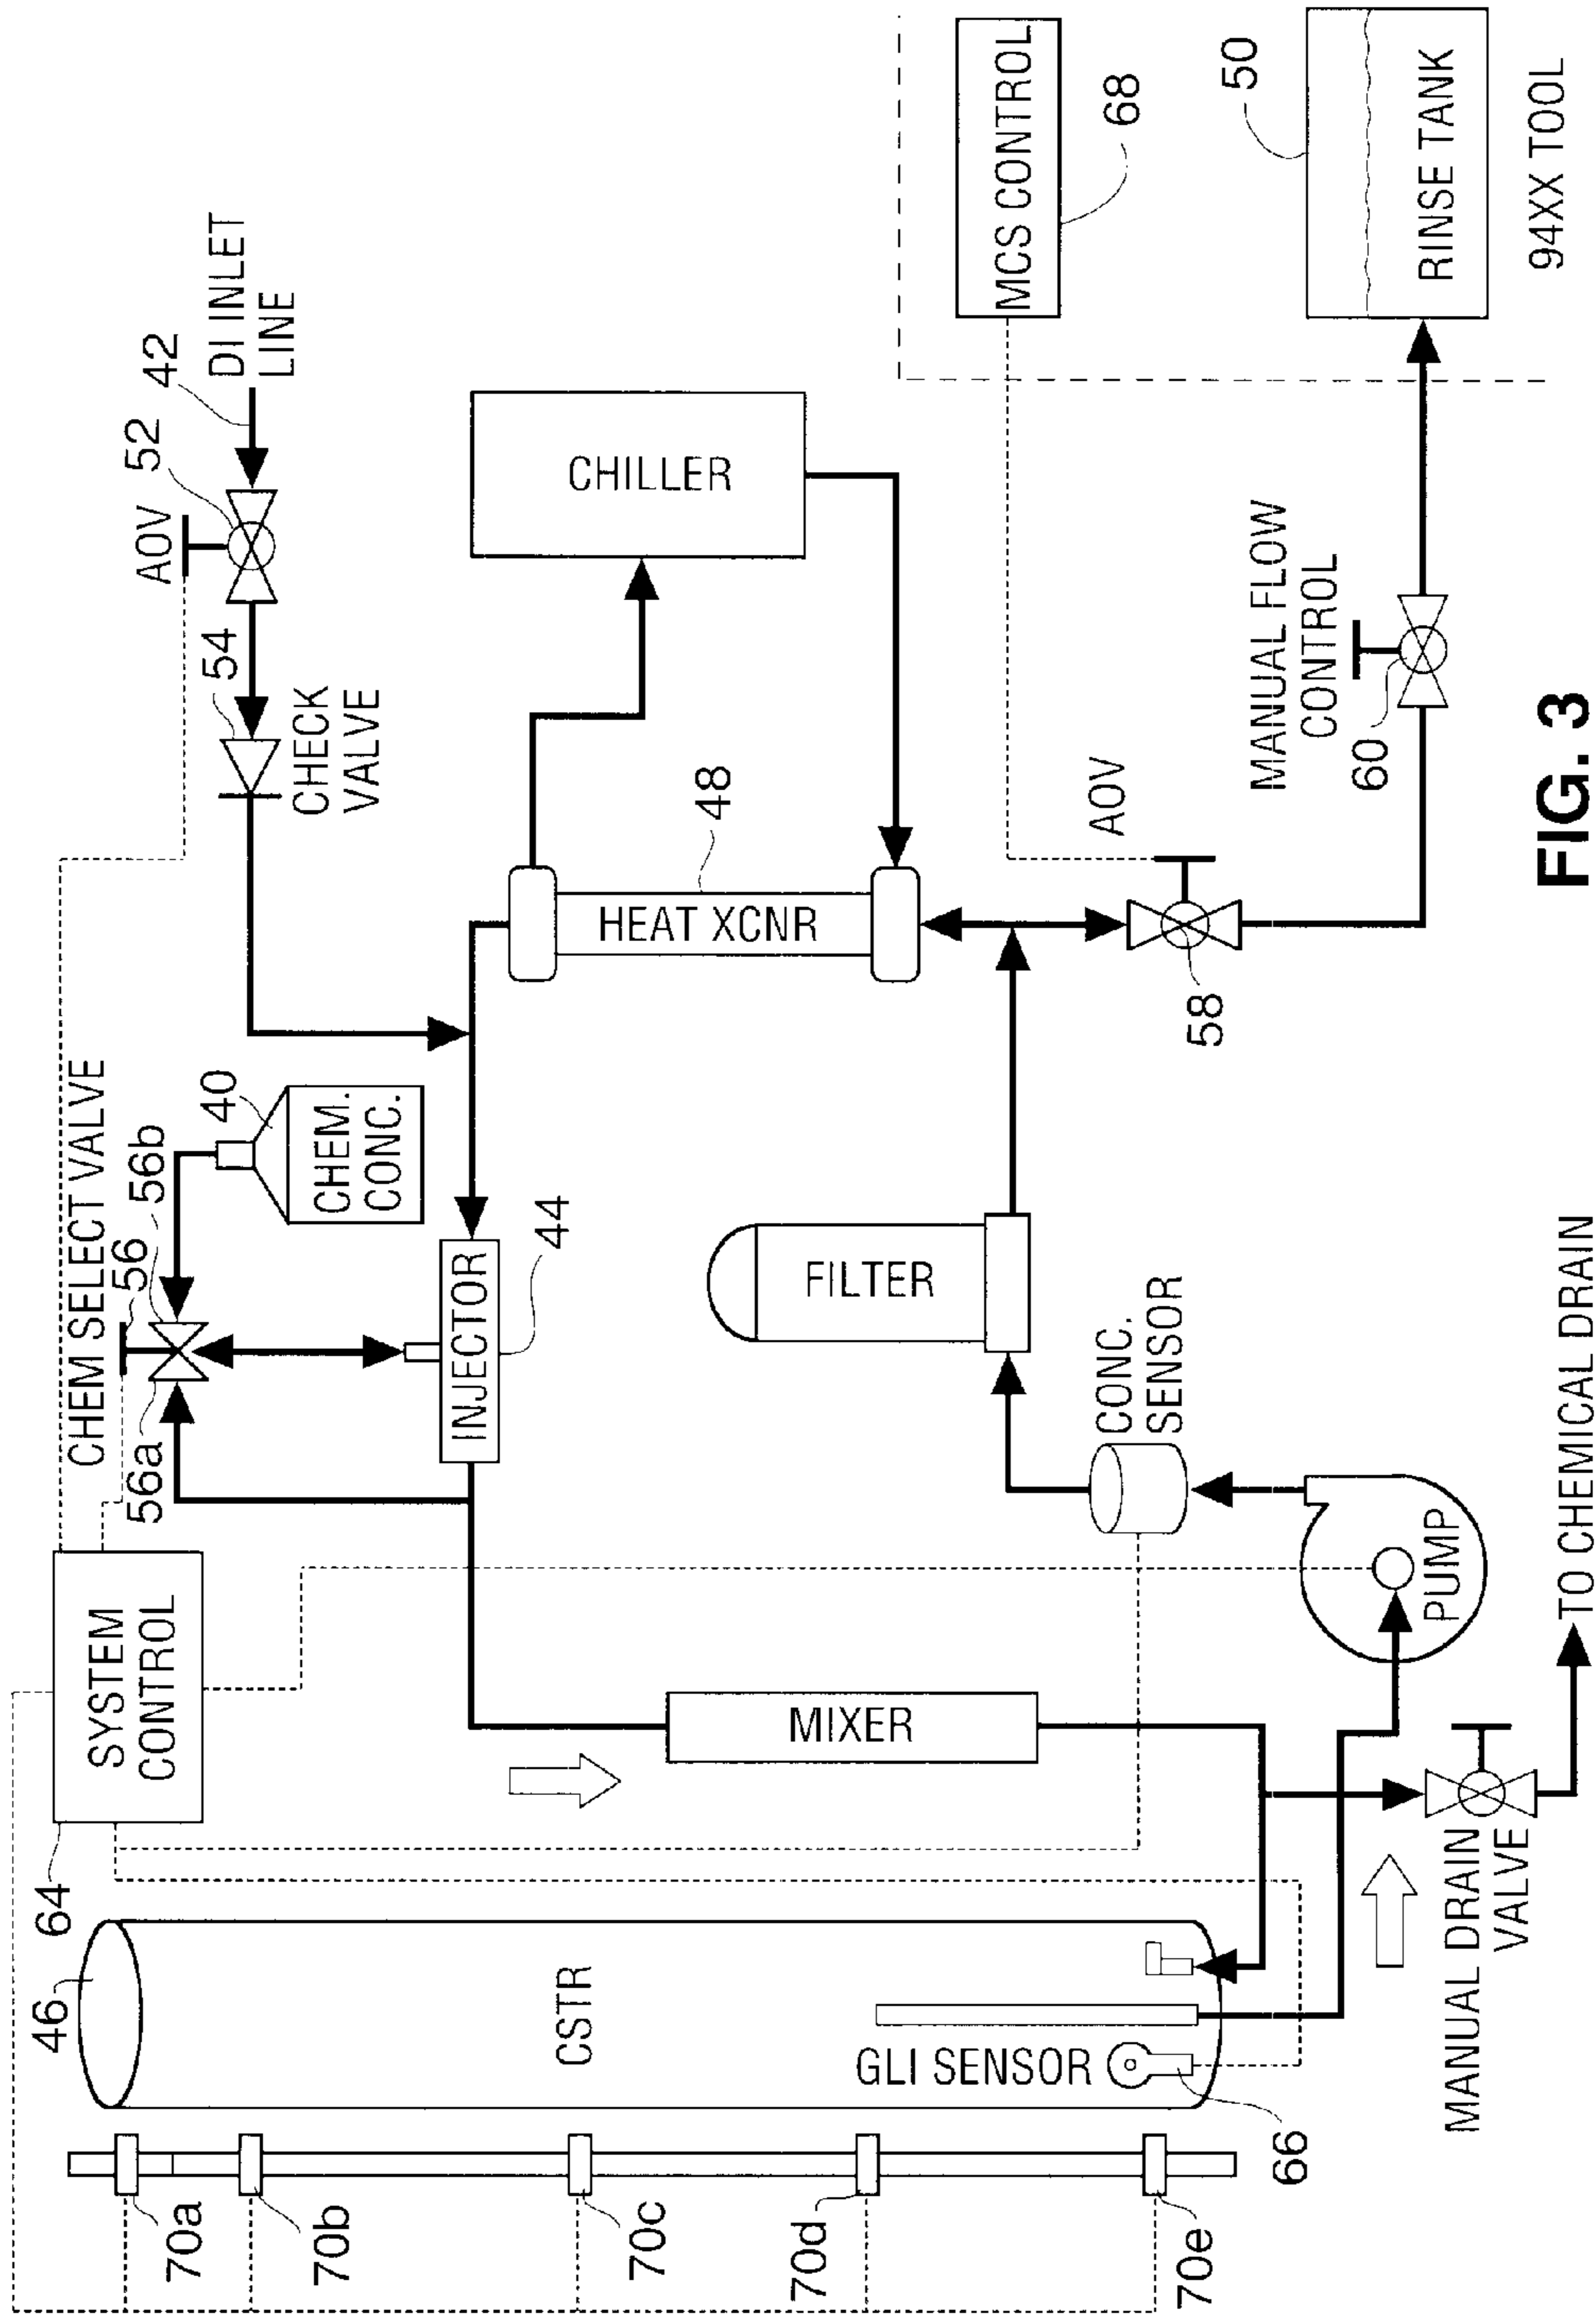 46
64
SYSTEM
CONTROL
CHEM SELECT VALVE
56
56a
56b
40
CHEM.
CONC.
CHECK
VALVE
54
AOV
52
42
DI INLET
LINE
INJECTOR
44
HEAT XCNR
48
CHILLER
CSTR
GLI SENSOR
66
MIXER
CONC.
SENSOR
FILTER
PUMP
58
AOV
MANUAL FLOW
CONTROL
60
MCS CONTROL
68
50
RINSE TANK
94XX TOOL
70a
70b
70c
70d
70e
MANUAL DRAIN
VALVE
TO CHEMICAL DRAIN
FIG. 3